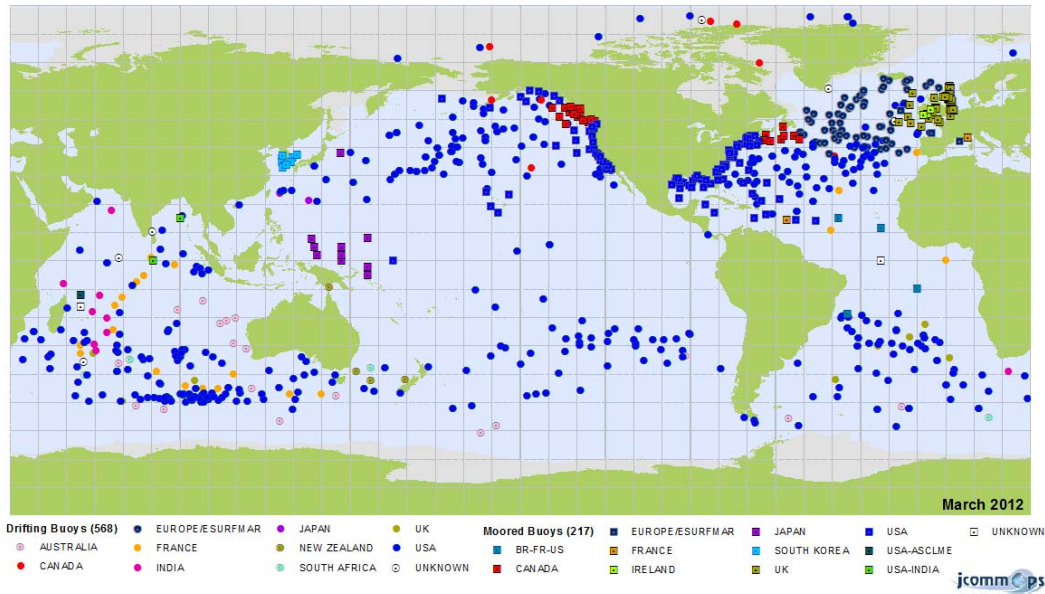 March 2012
Drifting Buoys (568) EUROPE/ESURFMAR JAPAN UK Moored Buoys (217) EUROPE/ESURFMAR JAPAN USA UNKNOWN
AUSTRALIA FRANCE NEW ZEALAND USA BR-FR-US FRANCE SOUTH KOREA USA-ASCLME
CANADA INDIA SOUTH AFRICA UNKNOWN CANADA IRELAND UK USA-INDIA
jcommops